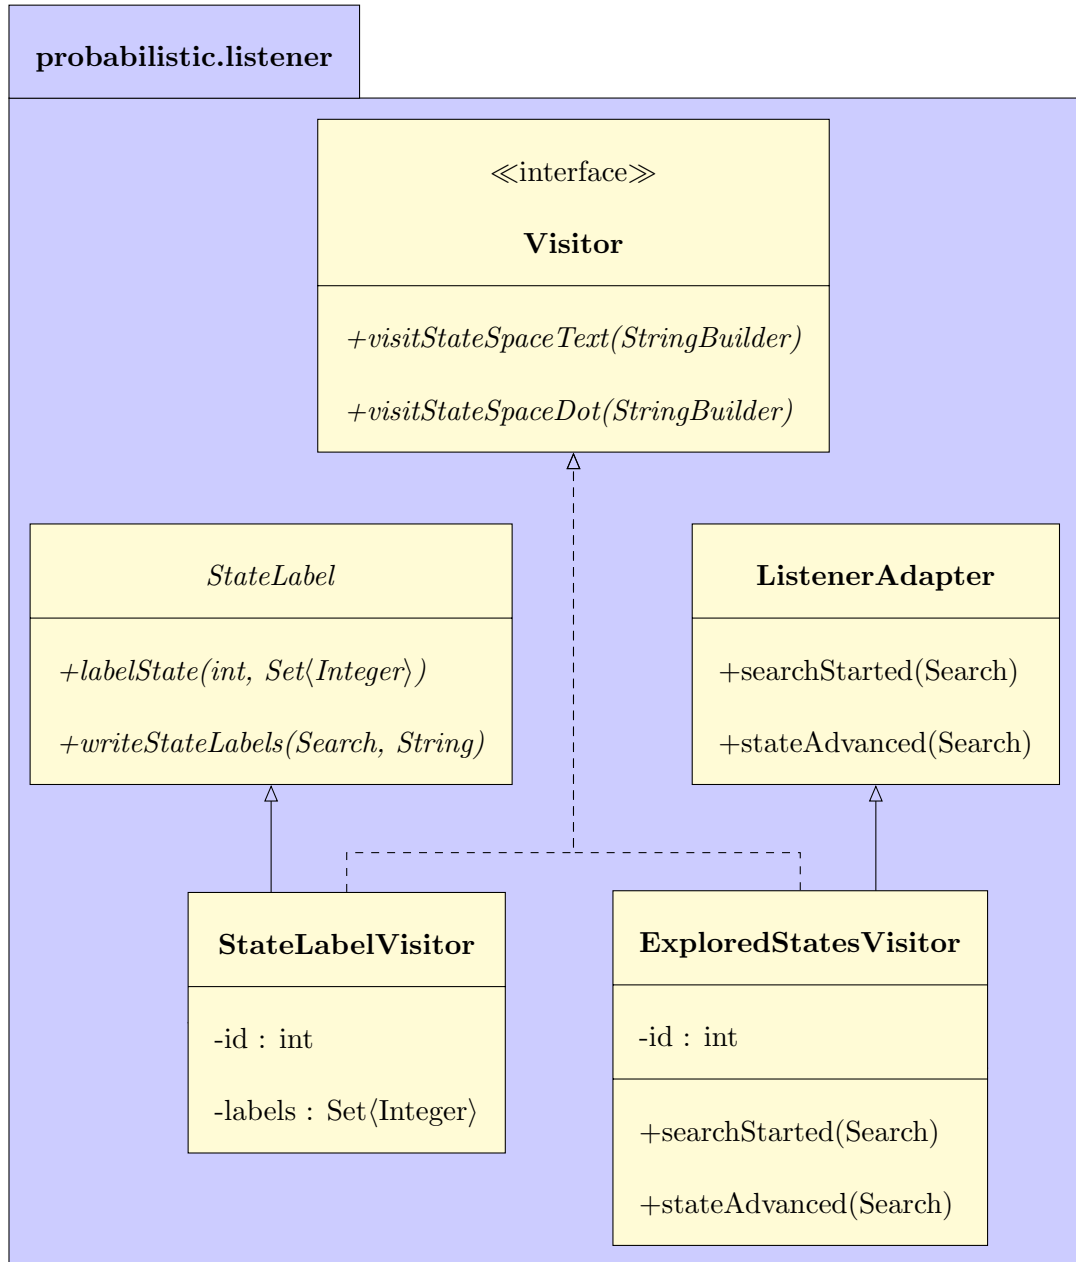 probabilistic.listener
≪interface≫
Visitor
+visitStateSpaceText(StringBuilder)
+visitStateSpaceDot(StringBuilder)
StateLabel
+labelState(int, Set⟨Integer⟩)
+writeStateLabels(Search, String)
ListenerAdapter
+searchStarted(Search)
+stateAdvanced(Search)
StateLabelVisitor
-id : int
-labels : Set⟨Integer⟩
ExploredStatesVisitor
-id : int
+searchStarted(Search)
+stateAdvanced(Search)